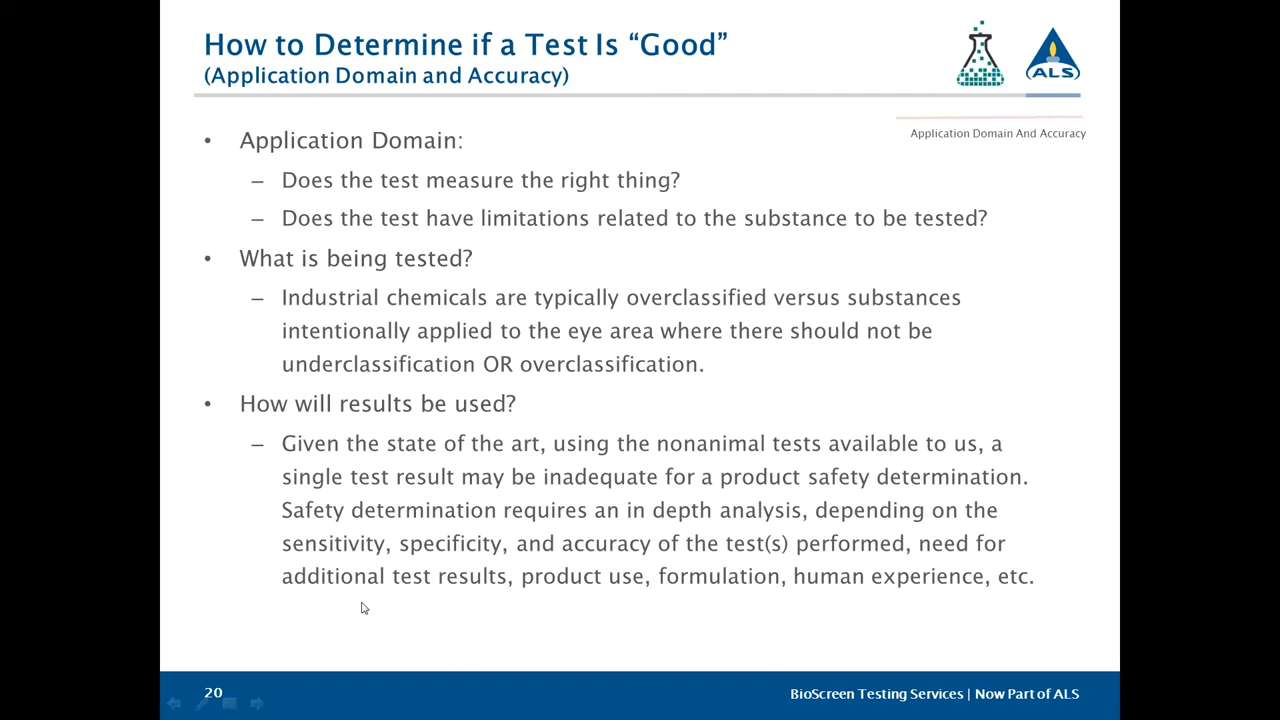 How to Determine if a Test Is “Good”
(Application Domain and Accuracy)
ALS
Application Domain And Accuracy
• Application Domain:
– Does the test measure the right thing?
– Does the test have limitations related to the substance to be tested?
• What is being tested?
– Industrial chemicals are typically overclassified versus substances
intentionally applied to the eye area where there should not be
underclassification OR overclassification.
• How will results be used?
– Given the state of the art, using the nonanimal tests available to us, a
single test result may be inadequate for a product safety determination.
Safety determination requires an in depth analysis, depending on the
sensitivity, specificity, and accuracy of the test(s) performed, need for
additional test results, product use, formulation, human experience, etc.
20
BioScreen Testing Services | Now Part of ALS